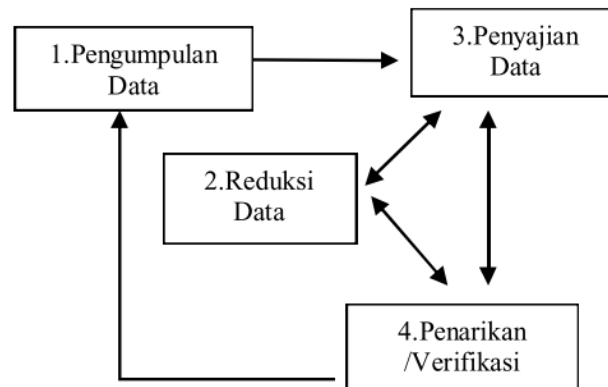 1.Pengumpulan
Data
3.Penyajian
Data
2.Reduksi
Data
4.Penarikan
/Verifikasi